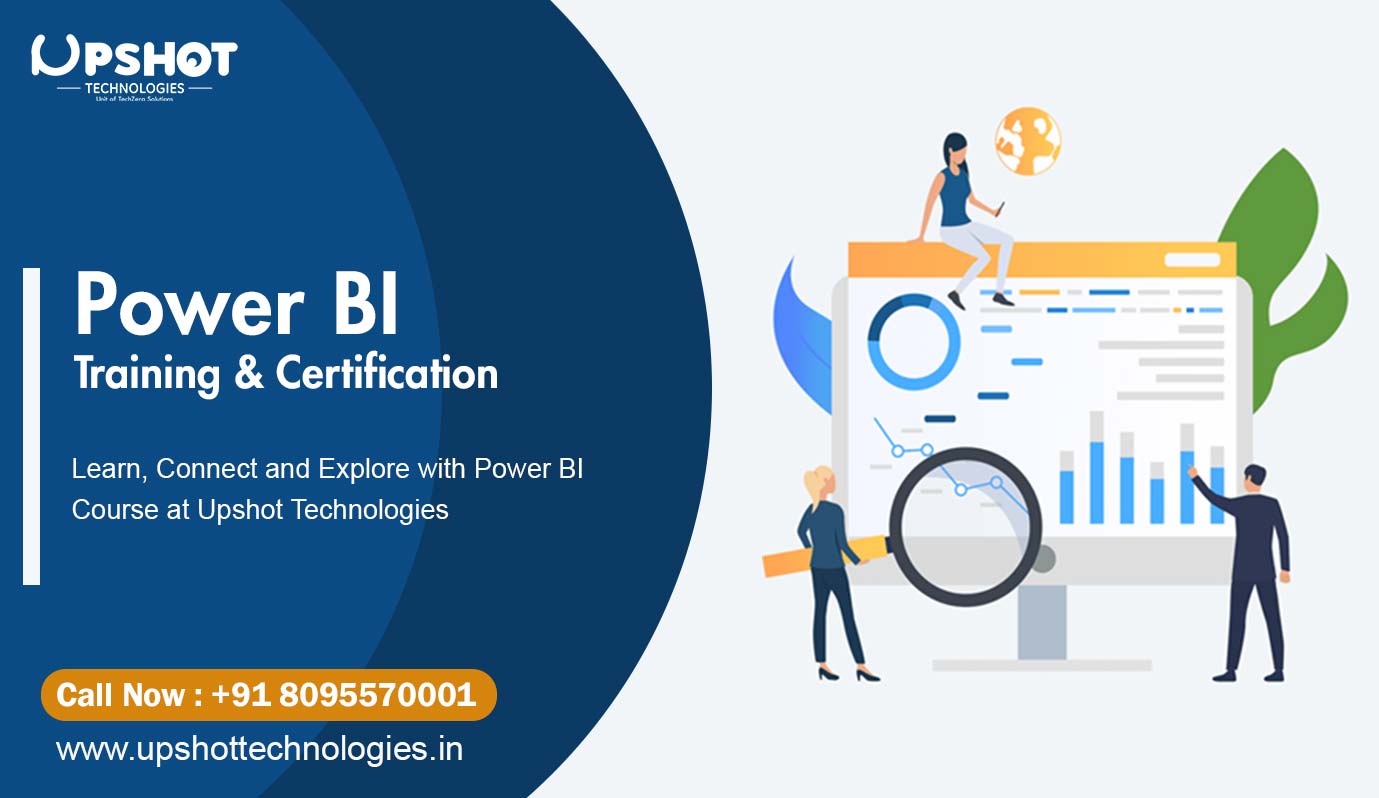 UPSHOT
TECHNOLOGIES
Unit of TechZero Solutions
Power BI
Training & Certification
Learn, Connect and Explore with Power BI
Course at Upshot Technologies
Call Now : +91 8095570001
www.upshottechnologies.in